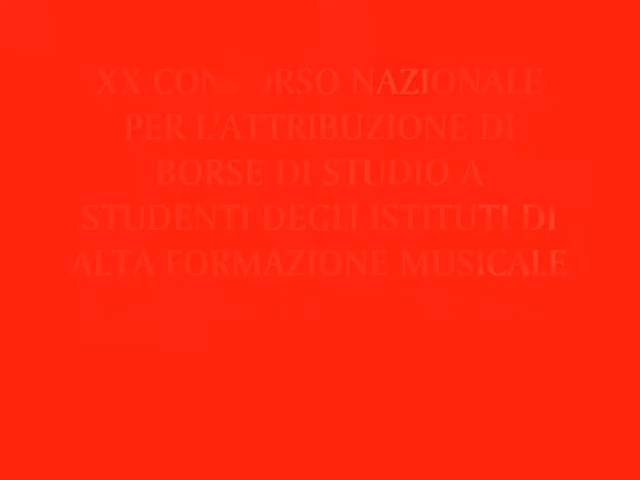 XX CONCORSO NAZIONALE
PER L'ATTRIBUZIONE DI
BORSE DI STUDIO A
STUDENTI DEGLI ISTITUTI DI
ALTA FORMAZIONE MUSICALE